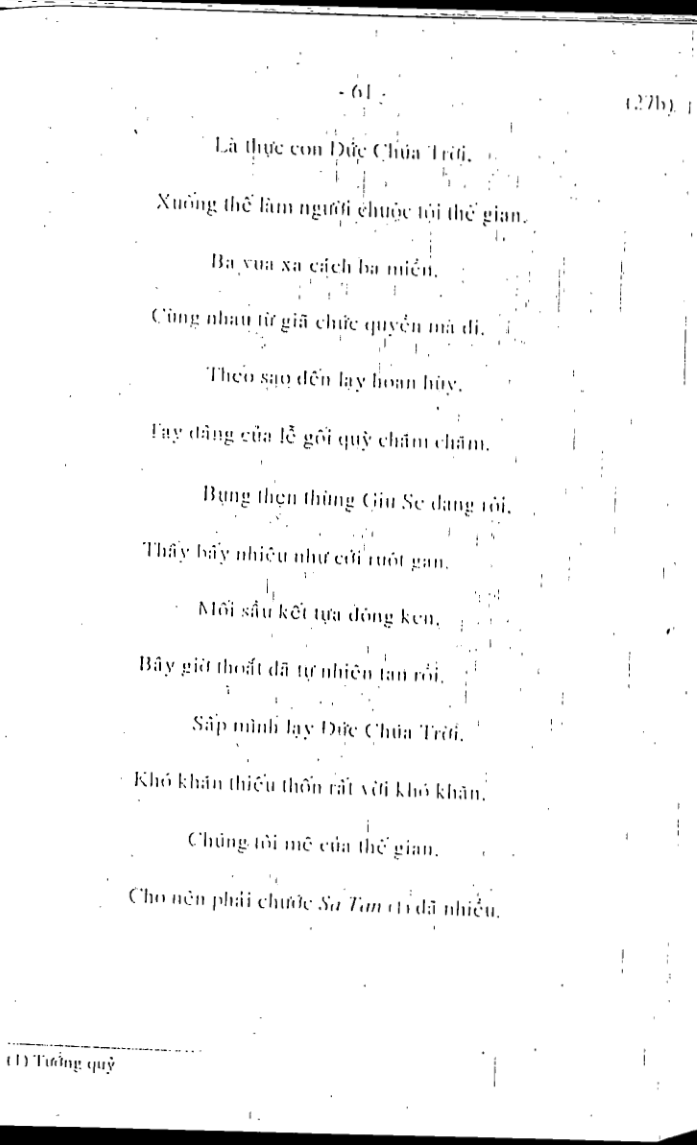 - 61 -
(27b). 1
Là thực con Đức Chúa Trời.
Xuống thế làm người chuộc tội thế gian.
Ba vua xa cách ba miền.
Cùng nhau từ giã chức quyền mà đi.
Theo sao đến lạy hoan hủy.
Tay dâng của lễ gối quỳ chăm chăm.
Bụng thẹn thùng Giu Se đang rối.
Thấy bấy nhiêu như cởi ruột gan.
Mối sầu kết tựa đông ken.
Bây giờ thoắt đã tự nhiên tan rồi.
Sấp mình lạy Đức Chúa Trời.
Khó khăn thiếu thốn rất vời khó khăn.
Chúng tôi mê của thế gian.
Cho nên phải chước Sa Tan (1) đã nhiều.
(1) Tướng quỷ